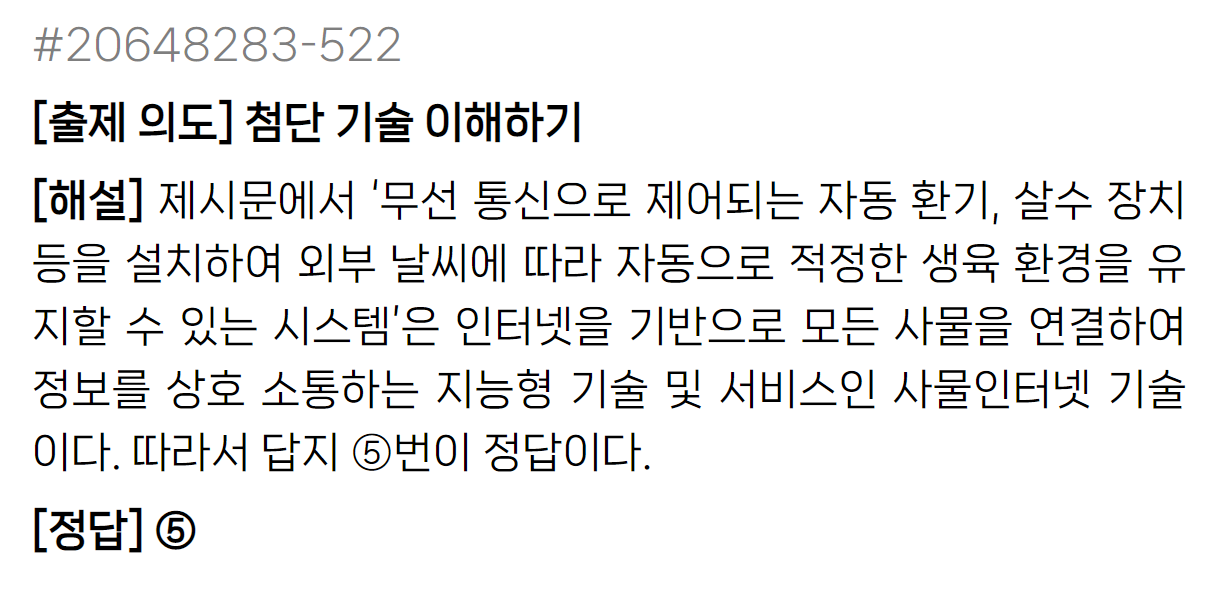 #20648283-522
[출제 의도] 첨단 기술 이해하기
[해설] 제시문에서 ‘무선 통신으로 제어되는 자동 환기, 살수 장치
등을 설치하여 외부 날씨에 따라 자동으로 적정한 생육 환경을 유
지할 수 있는 시스템’은 인터넷을 기반으로 모든 사물을 연결하여
정보를 상호 소통하는 지능형 기술 및 서비스인 사물인터넷 기술
이다. 따라서 답지 ⑤번이 정답이다.
[정답] ⑤